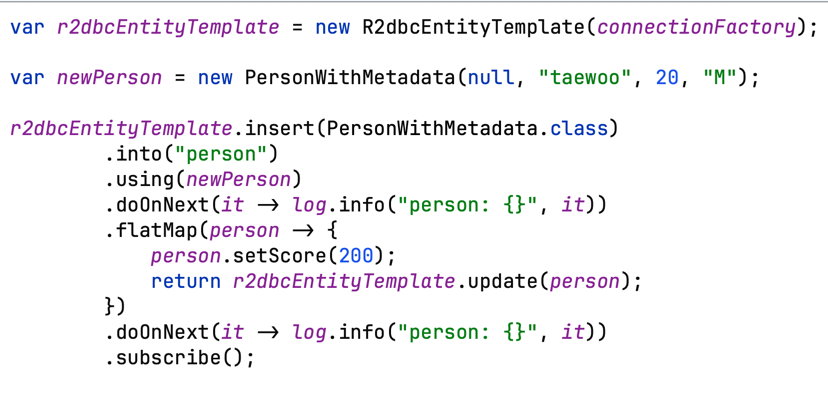 var r2dbcEntityTemplate = new R2dbcEntityTemplate(connectionFactory);
var newPerson = new PersonWithMetadata(null, "taewoo", 20, "M");
r2dbcEntityTemplate.insert(PersonWithMetadata.class)
.into("person")
.using(newPerson)
.doOnNext(it -> log.info("person: {}", it))
.flatMap(person -> {
person.setScore(200);
return r2dbcEntityTemplate.update(person);
})
.doOnNext(it -> log.info("person: {}", it))
.subscribe();